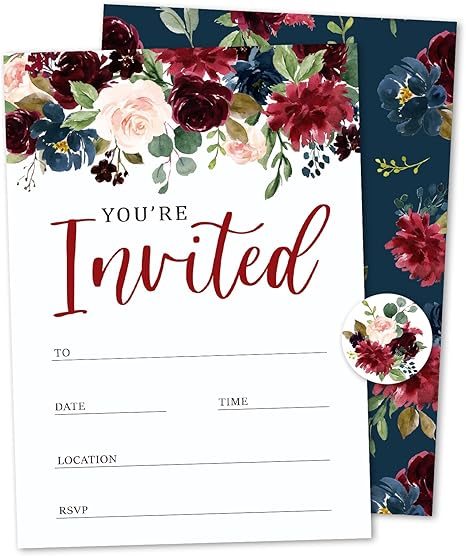 YOU'RE
Invited
TO
DATE TIME
LOCATION
RSVP